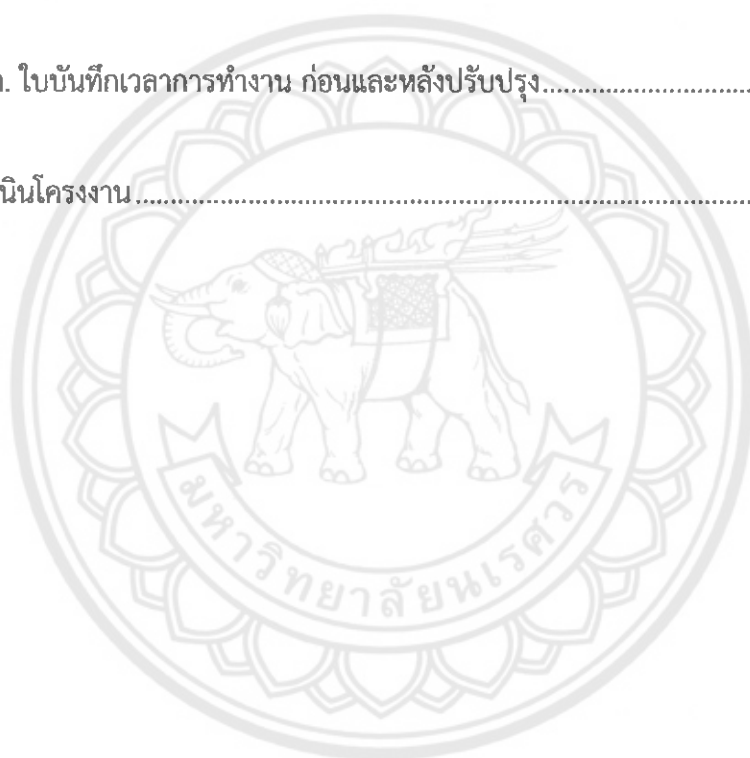 . ใบบันทึกเวลาการทำงาน ก่อนและหลังปรับปรุง
นินโครงงาน
มหาวิทยาลัยนเรศวร